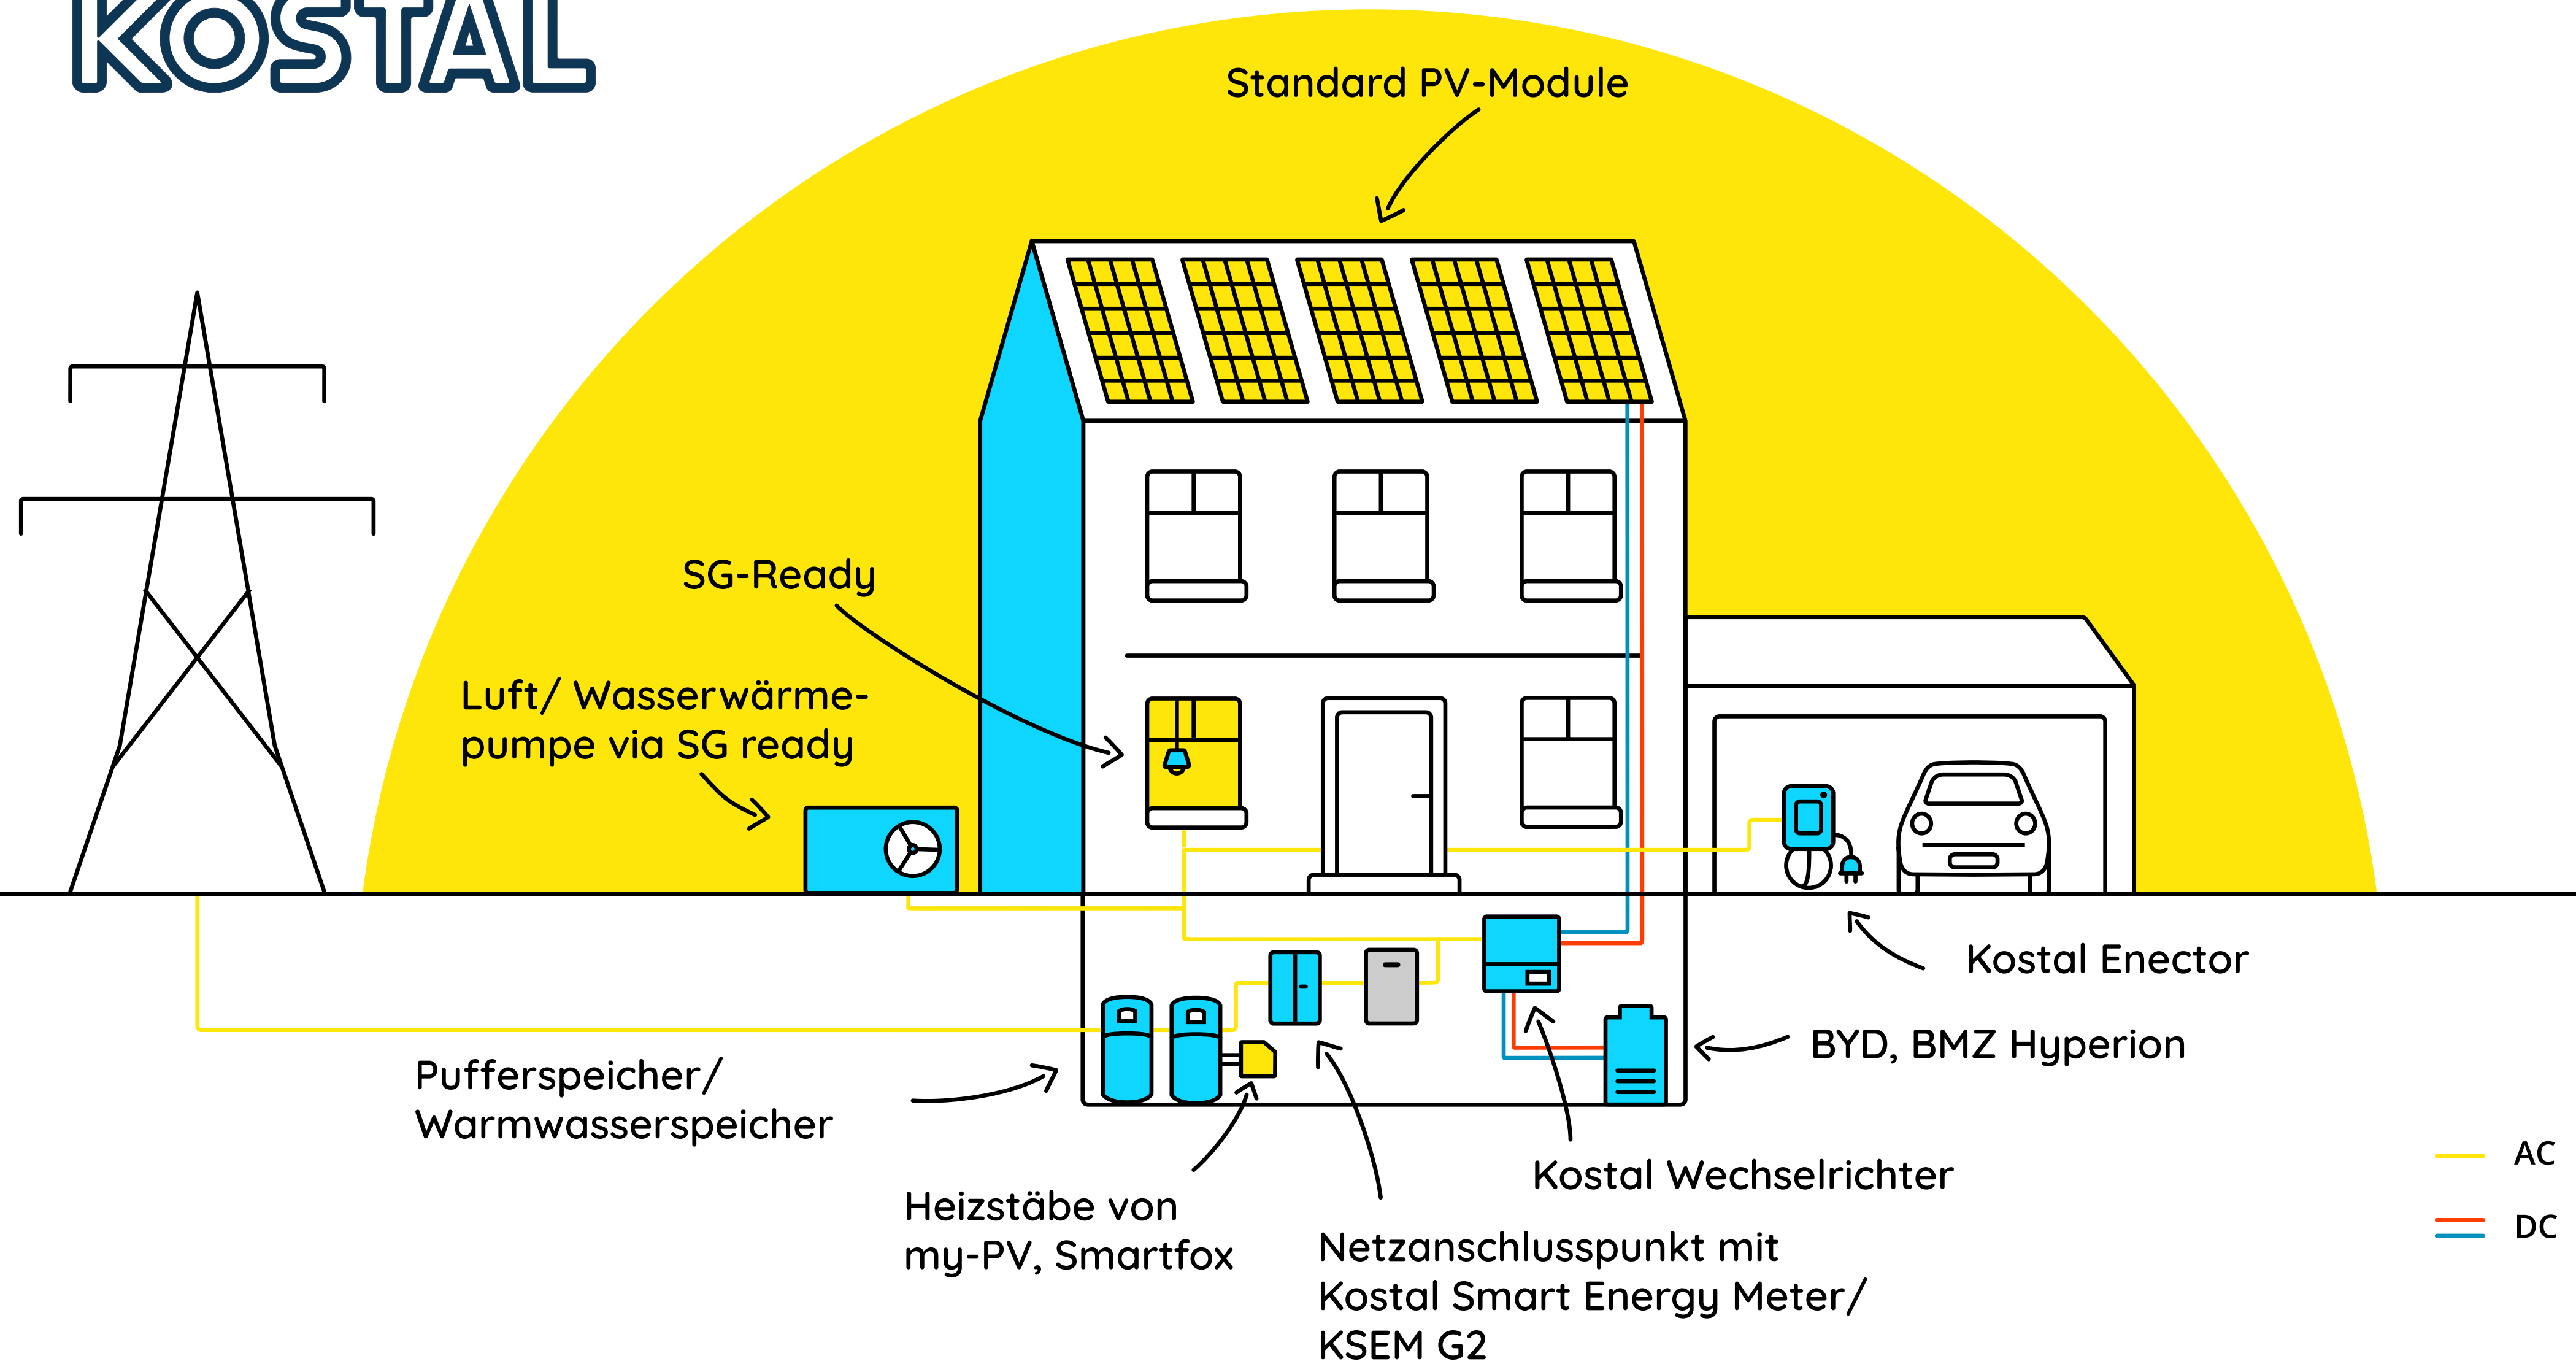 KOSTAL
Standard PV-Module
SG-Ready
Luft/ Wasserwärme-
pumpe via SG ready
Kostal Enector
BYD, BMZ Hyperion
Pufferspeicher/
Warmwasserspeicher
Kostal Wechselrichter
Heizstäbe von
my-PV, Smartfox
Netzanschlusspunkt mit
Kostal Smart Energy Meter/
KSEM G2
AC
DC